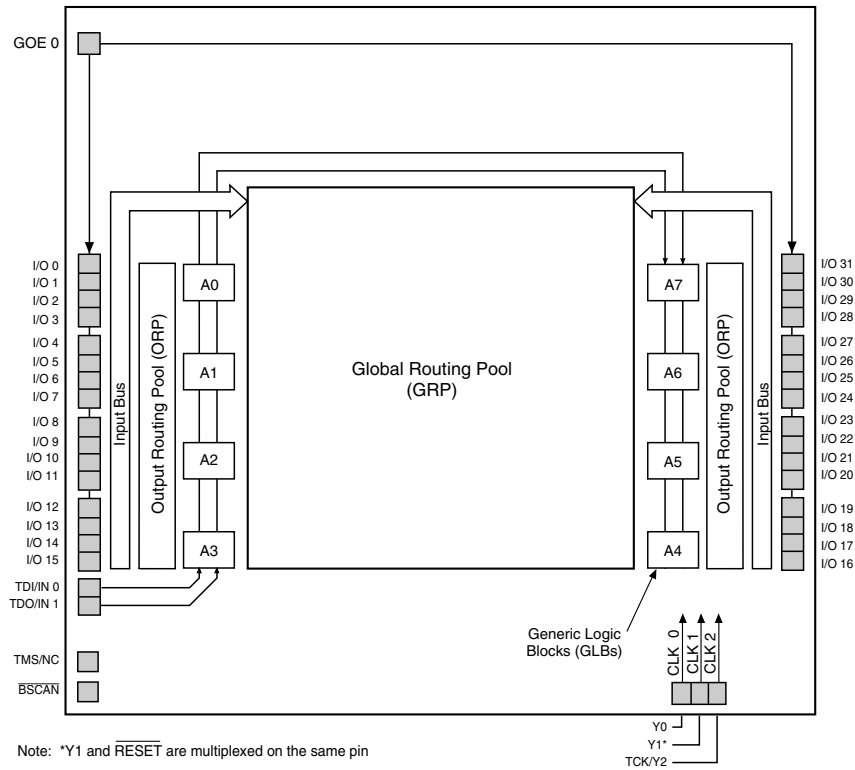 GOE 0
I/O 0
I/O 1
I/O 2
I/O 3
I/O 4
I/O 5
I/O 6
I/O 7
I/O 8
I/O 9
I/O 10
I/O 11
I/O 12
I/O 13
I/O 14
I/O 15
TDI/IN 0
TDO/IN 1
TMS/NC
BSCAN
Input Bus
Output Routing Pool (ORP)
A0
A1
A2
A3
Global Routing Pool
(GRP)
A7
A6
A5
A4
Output Routing Pool (ORP)
Input Bus
I/O 31
I/O 30
I/O 29
I/O 28
I/O 27
I/O 26
I/O 25
I/O 24
I/O 23
I/O 22
I/O 21
I/O 20
I/O 19
I/O 18
I/O 17
I/O 16
Generic Logic
Blocks (GLBs)
CLK 0
CLK 1
CLK 2
Y0
Y1*
TCK/Y2
Note: *Y1 and RESET are multiplexed on the same pin